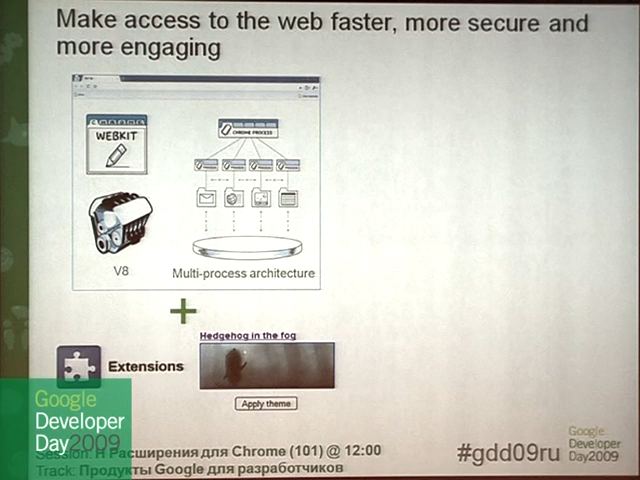 Make access to the web faster, more secure and
more engaging
WEBKIT
CHROME PROCESS
V8
Multi-process architecture
+
Hedgehog in the fog
Extensions
Apply theme
Google
Developer
Day2009
Session: H Расширения для Chrome (101) @ 12:00
Track: Продукты Google для разработчиков
#gdd09ru
Google
Developer
Day2009